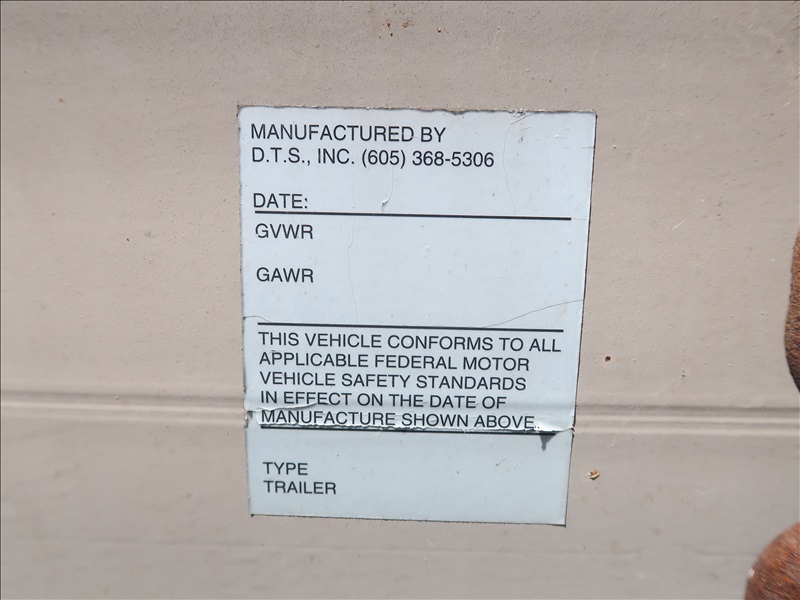 MANUFACTURED BY
D.T.S., INC. (605) 368-5306
DATE:
GVWR
GAWR
THIS VEHICLE CONFORMS TO ALL
APPLICABLE FEDERAL MOTOR
VEHICLE SAFETY STANDARDS
IN EFFECT ON THE DATE OF
MANUFACTURE SHOWN ABOVE.
TYPE
TRAILER